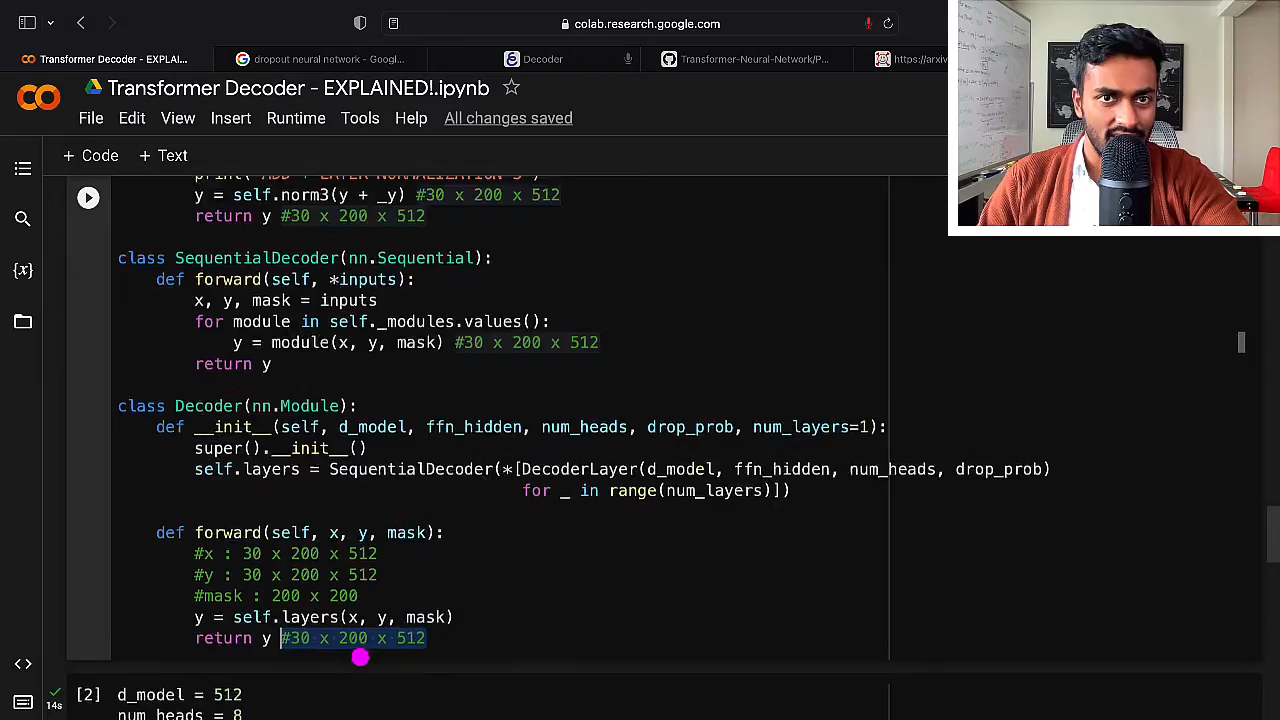 colab.research.google.com
Transformer Decoder - EXPLAI...
dropout neural network - Googl...
Decoder
Transformer-Neural-Network/P...
https://arxiv
Transformer Decoder - EXPLAINED!.ipynb
File Edit View Insert Runtime Tools Help All changes saved
+ Code + Text
print("ADD + LAYER NORMALIZATION 3")
y = self.norm3(y + _y) #30 x 200 x 512
return y #30 x 200 x 512
class SequentialDecoder(nn.Sequential):
def forward(self, *inputs):
x, y, mask = inputs
for module in self._modules.values():
y = module(x, y, mask) #30 x 200 x 512
return y
class Decoder(nn.Module):
def __init__(self, d_model, ffn_hidden, num_heads, drop_prob, num_layers=1):
super().__init__()
self.layers = SequentialDecoder(*[DecoderLayer(d_model, ffn_hidden, num_heads, drop_prob)
for _ in range(num_layers)])
def forward(self, x, y, mask):
#x : 30 x 200 x 512
#y : 30 x 200 x 512
#mask : 200 x 200
y = self.layers(x, y, mask)
return y #30 x 200 x 512
[2] d_model = 512
14s
num_heads = 8